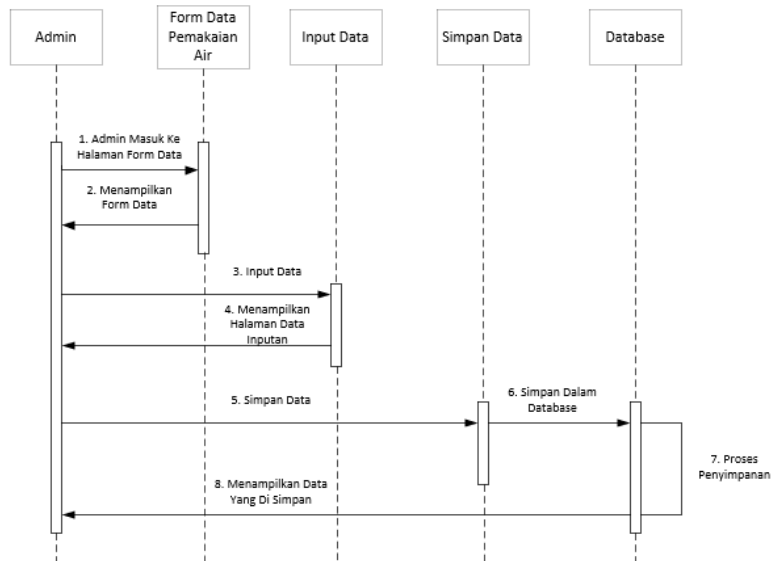 Admin
Form Data
Pemakaian
Air
Input Data
Simpan Data
Database
1. Admin Masuk Ke
Halaman Form Data
2. Menampilkan
Form Data
3. Input Data
4. Menampilkan
Halaman Data
Inputan
5. Simpan Data
6. Simpan Dalam
Database
7. Proses
Penyimpanan
8. Menampilkan Data
Yang Di Simpan